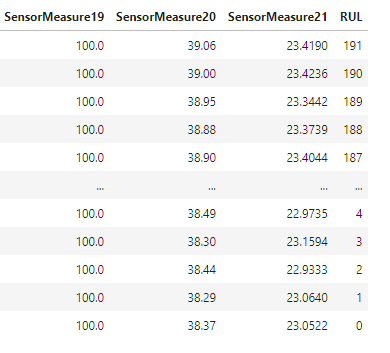 SensorMeasure19 SensorMeasure20 SensorMeasure21 RUL
100.0 39.06 23.4190 191
100.0 39.00 23.4236 190
100.0 38.95 23.3442 189
100.0 38.88 23.3739 188
100.0 38.90 23.4044 187
... ... ... ...
100.0 38.49 22.9735 4
100.0 38.30 23.1594 3
100.0 38.44 22.9333 2
100.0 38.29 23.0640 1
100.0 38.37 23.0522 0